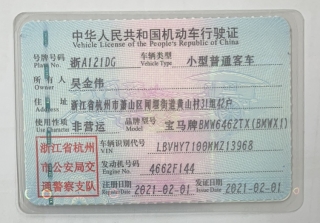 中华人民共和国机动车行驶证
Vehicle License of the People's Republic of China
号牌号码 浙A121DG 车辆类型 小型普通客车
Plate No. Vehicle Type
所有人 吴金伟
Owner
住址 浙江省杭州市萧山区 村31组42户
Address
使用性质 非营运 品牌型号 宝马牌BMW6462TX(BMWX1)
Use Character
浙江省杭州 车辆识别代号 LBVHY7100MMZ13968
市公安局交 VIN
通警察支队 发动机号码 4662F144
Engine No.
注册日期 2021-02-01 发证日期 2021-02-01
Register Date Issue Date